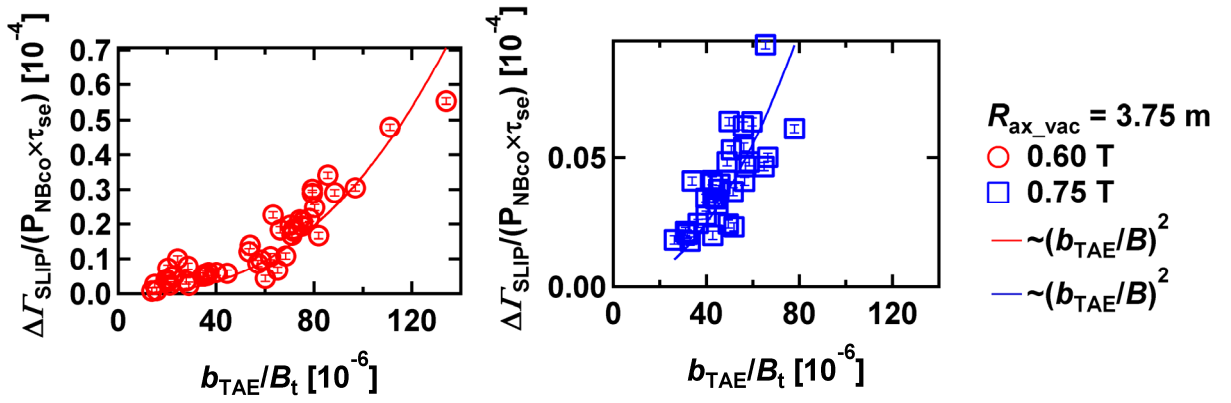 ΔΓSLIP/(PNBco×τse) [10-4]
0.7
0.6
0.5
0.4
0.3
0.2
0.1
0.0
0 40 80 120
bTAE/Bt [10-6]
ΔΓSLIP/(PNBco×τse) [10-4]
0.05
0.00
0 40 80 120
bTAE/Bt [10-6]
Rax_vac = 3.75 m
0.60 T
0.75 T
~(bTAE/B)2
~(bTAE/B)2